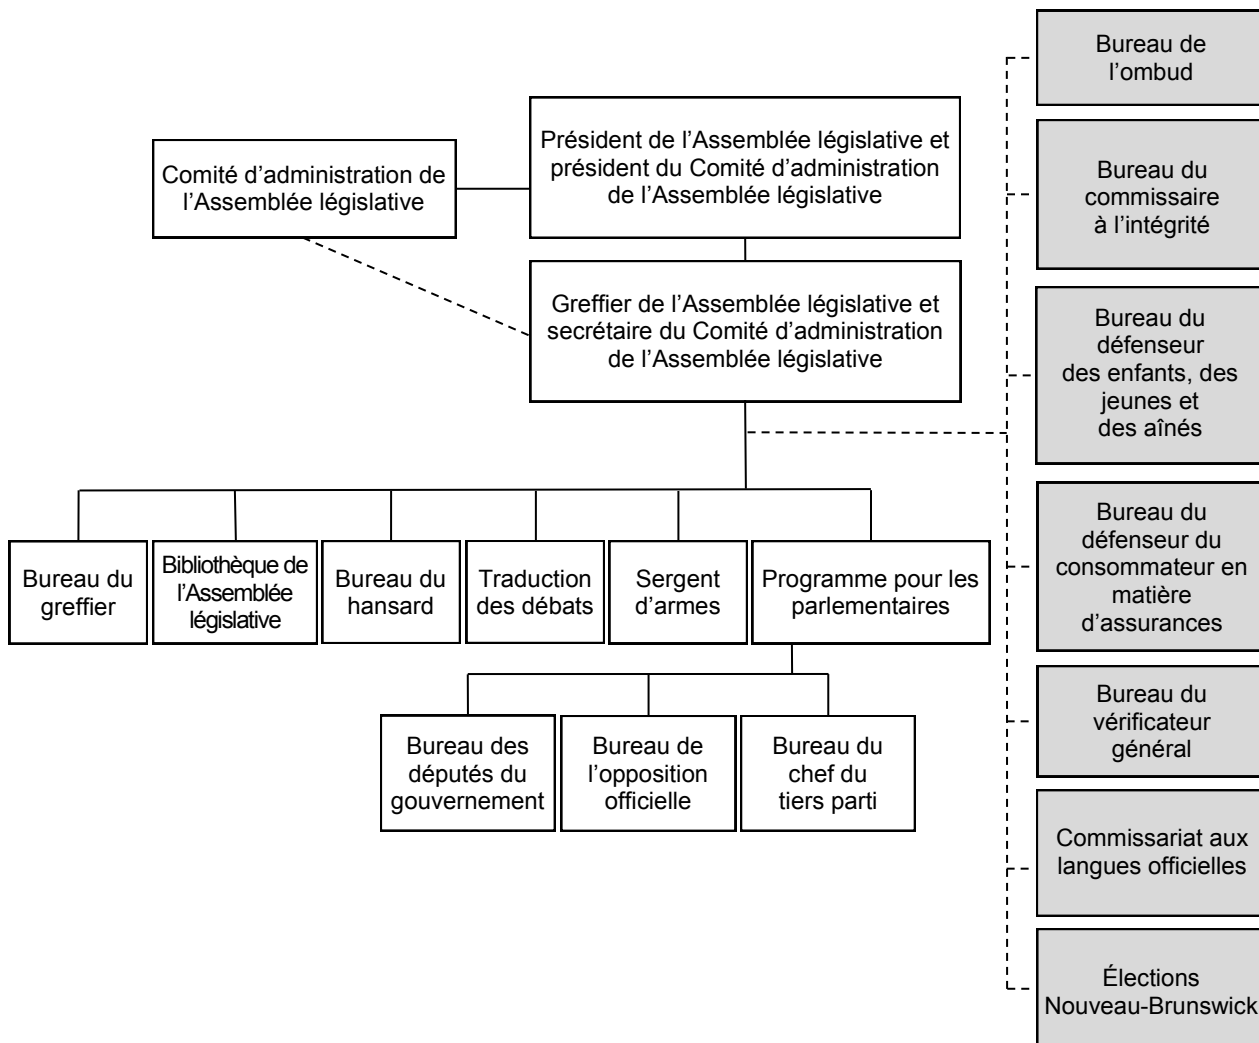 Comité d’administration de
l’Assemblée législative
Président de l’Assemblée législative et
président du Comité d’administration
de l’Assemblée législative
Greffier de l’Assemblée législative et
secrétaire du Comité d’administration
de l’Assemblée législative
Bureau du
greffier
Bibliothèque de
l’Assemblée
législative
Bureau du
hansard
Traduction
des débats
Sergent
d’armes
Programme pour les
parlementaires
Bureau des
députés du
gouvernement
Bureau de
l’opposition
officielle
Bureau du
chef du
tiers parti
Bureau de
l’ombud
Bureau du
commissaire
à l’intégrité
Bureau du
défenseur
des enfants, des
jeunes et
des aînés
Bureau du
défenseur du
consommateur en
matière
d’assurances
Bureau du
vérificateur
général
Commissariat aux
langues officielles
Élections
Nouveau-Brunswick